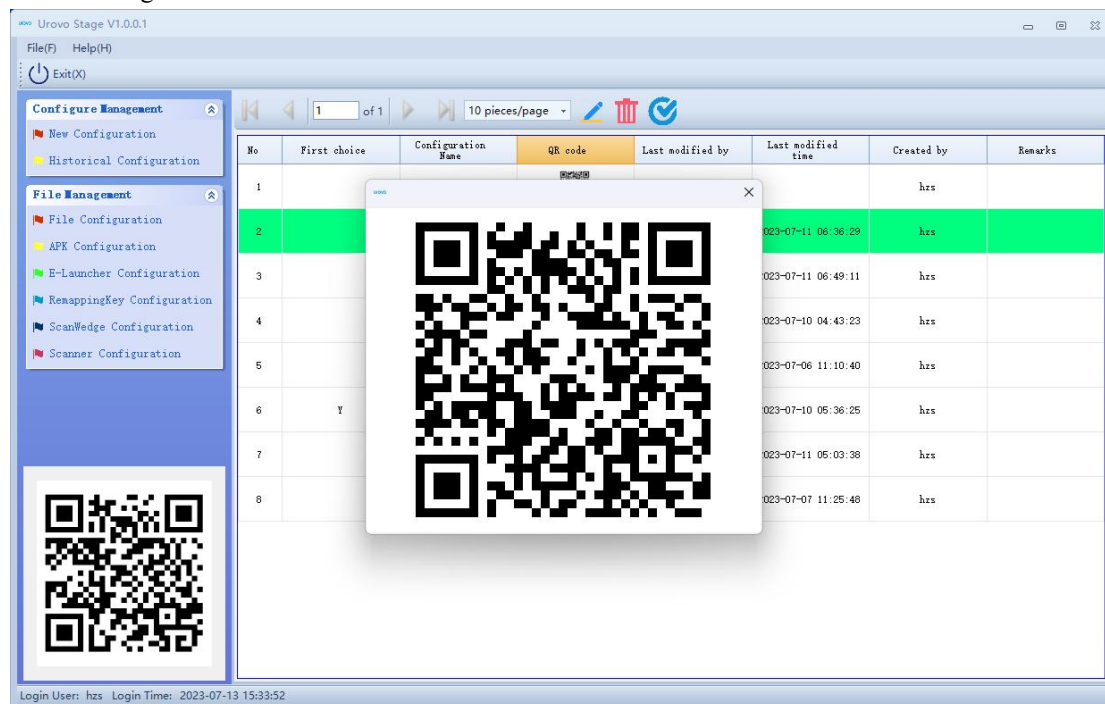 Urovo Stage V1.0.0.1
File(F) Help(H)
Exit(X)
Configure Management
New Configuration
Historical Configuration
File Management
File Configuration
APK Configuration
E-Launcher Configuration
RemappingKey Configuration
ScanWedge Configuration
Scanner Configuration
1 of 1 10 pieces/page
No First choice Configuration Name QR code Last modified by Last modified time Created by Remarks
1 hzs
2 023-07-11 06:36:29 hzs
3 023-07-11 06:49:11 hzs
4 023-07-10 04:43:23 hzs
5 023-07-06 11:10:40 hzs
6 Y 023-07-10 05:36:25 hzs
7 023-07-11 05:03:38 hzs
8 023-07-07 11:25:48 hzs
Login User: hzs Login Time: 2023-07-13 15:33:52